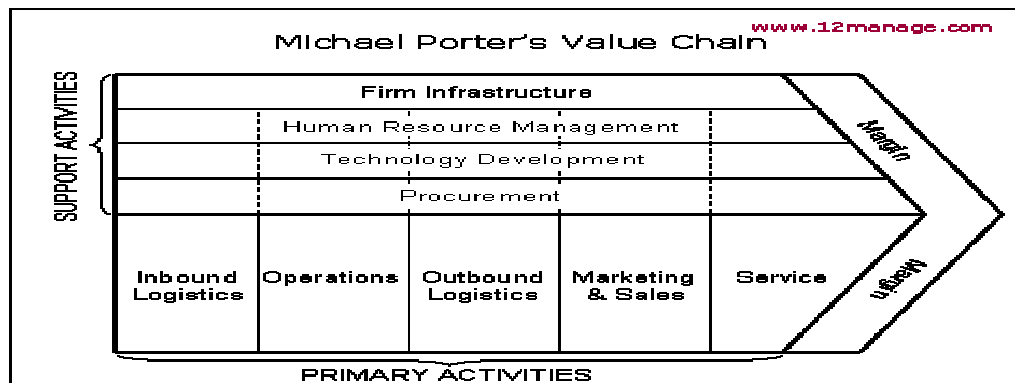 www.12manage.com
Michael Porter's Value Chain
SUPPORT ACTIVITIES
Firm Infrastructure
Human Resource Management
Technology Development
Procurement
Margin
Inbound
Logistics
Operations
Outbound
Logistics
Marketing
& Sales
Service
Margin
PRIMARY ACTIVITIES